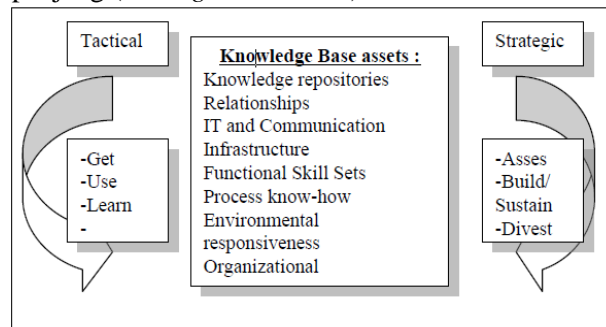 Tactical
Knowledge Base assets :
Knowledge repositories
Relationships
IT and Communication
Infrastructure
Functional Skill Sets
Process know-how
Environmental
responsiveness
Organizational
Strategic
-Get
-Use
-Learn
-
-Asses
-Build/
Sustain
-Divest